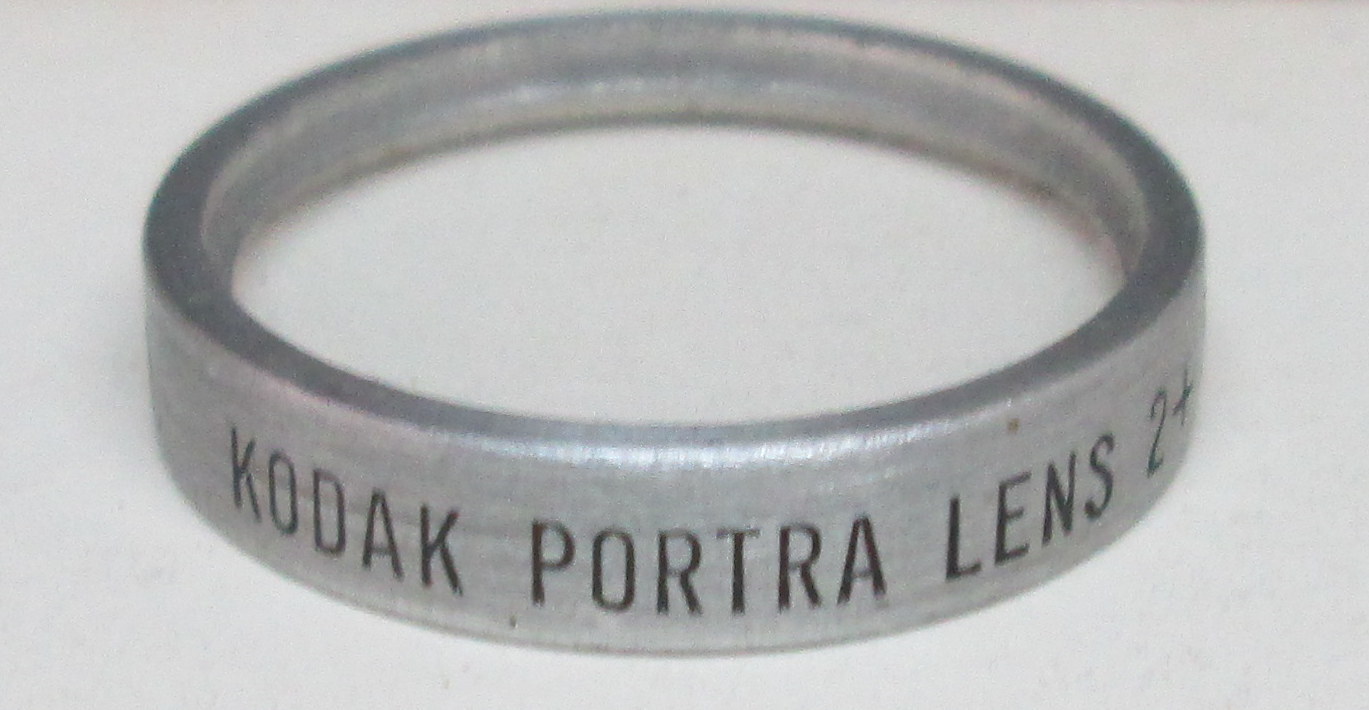 KODAK PORTRA LENS 2+